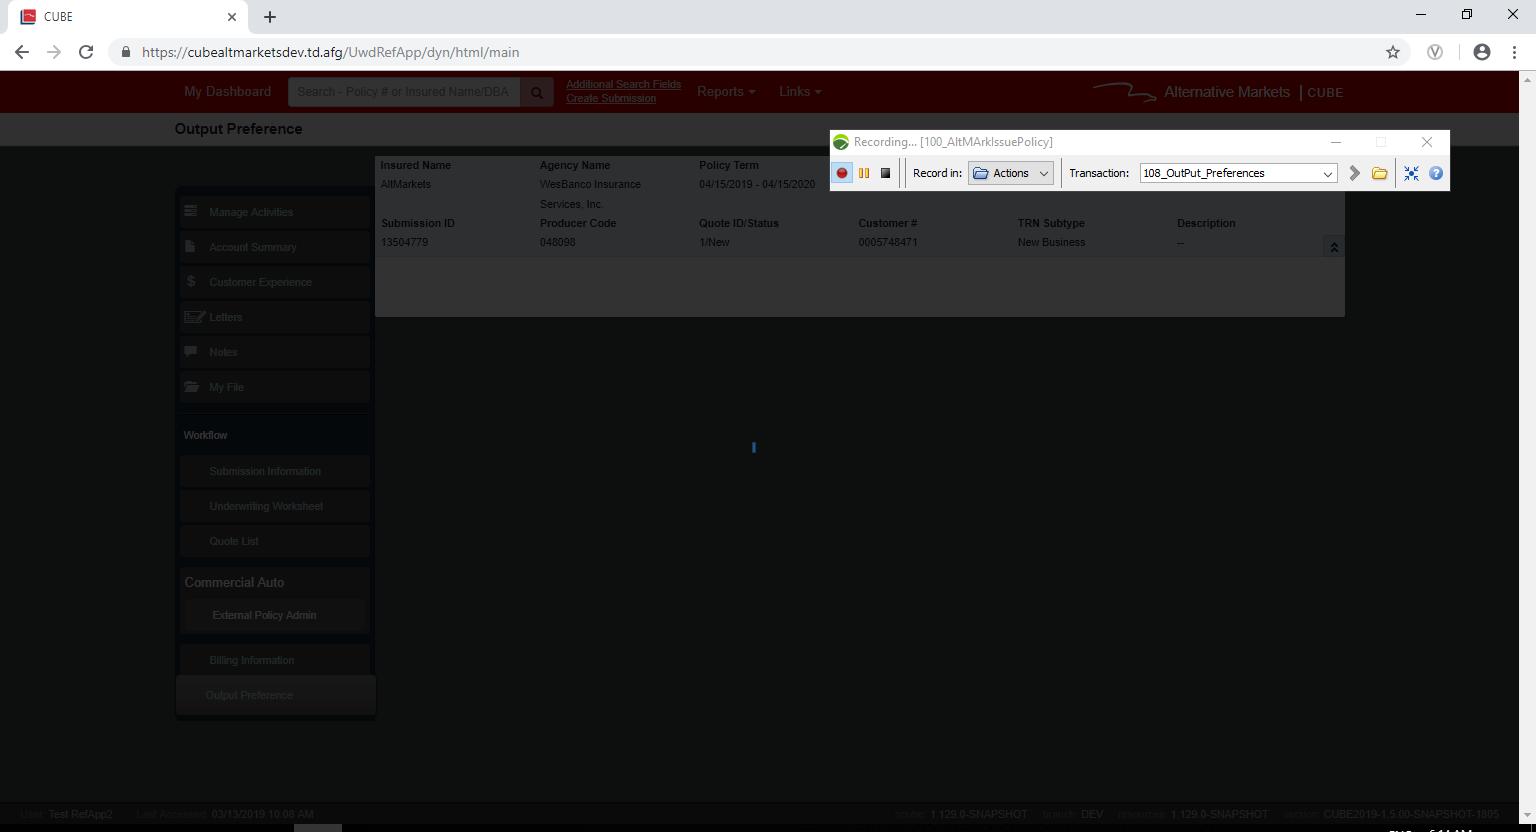 CUBE
https://cubealtmarketsdev.td.afg/UwdRefApp/dyn/html/main
My Dashboard
Search - Policy # or Insured Name/DBA
Additional Search Fields
Create Submission
Reports
Links
Alternative Markets | CUBE
Output Preference
Recording... [100_AltMArkIssuePolicy]
Record in:
Actions
Transaction:
108_OutPut_Preferences
Insured Name
Agency Name
Policy Term
AltMarkets
WesBanco Insurance
04/15/2019 - 04/15/2020
Services, Inc.
Submission ID
Producer Code
Quote ID/Status
Customer #
TRN Subtype
Description
13504779
048098
1/New
0005748471
New Business
--
Manage Activities
Account Summary
Customer Experience
Letters
Notes
My File
Workflow
Submission Information
Underwriting Worksheet
Quote List
Commercial Auto
External Policy Admin
Billing Information
Output Preference
User: Test RefApp2
Last Accessed: 03/13/2019 10:08 AM
1.129.0-SNAPSHOT
branch: DEV
resources: 1.129.0-SNAPSHOT
CUBE2019-1.5.00-SNAPSHOT-1805